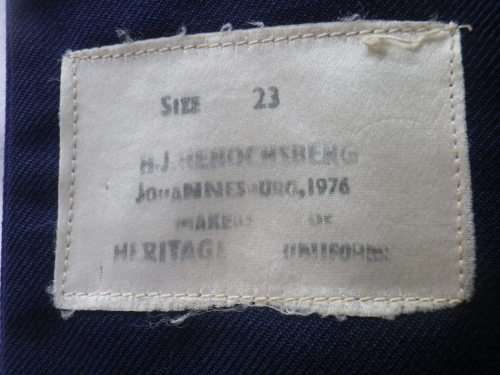 SIZE 23
H.J. HENOCHSBERG
JOHANNESBURG, 1976
MAKERS OF
HERITAGE UNIFORMS